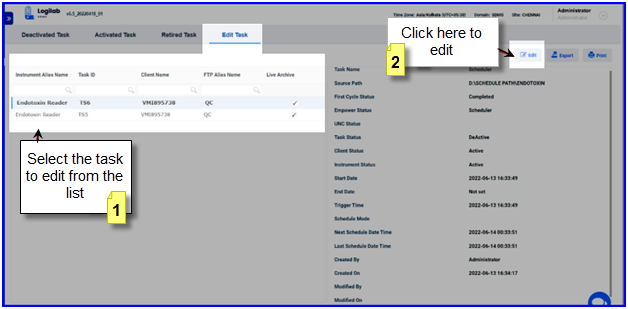 Logilab
v6.5_20220415_01
Time Zone: Asia/Kolkata (UTC+05:30) Domain: SDMS Site: CHENNAI
Administrator
Administrator
Deactivated Task Activated Task Retired Task Edit Task
Click here to
edit
2
Edit Export Print
Instrument Alias Name Task ID Client Name FTP Alias Name Live Archive
Endotoxin Reader TS6 VMI895738 QC ✓
Endotoxin Reader TS5 VMI895738 QC ✓
Select the task
to edit from the
list
1
Task Name Scheduler
Source Path D:\SCHEDULE PATH\ENDOTOXIN
First Cycle Status Completed
Empower Status Scheduler
UNC Status
Task Status DeActive
Client Status Active
Instrument Status Active
Start Date 2022-06-13 16:33:49
End Date Not set
Trigger Time 2022-06-13 16:33:49
Schedule Mode
Next Schedule Date Time 2022-06-14 00:33:51
Last Schedule Date Time 2022-06-14 00:33:51
Created By Administrator
Created On 2022-06-13 16:34:17
Modified By
Modified On